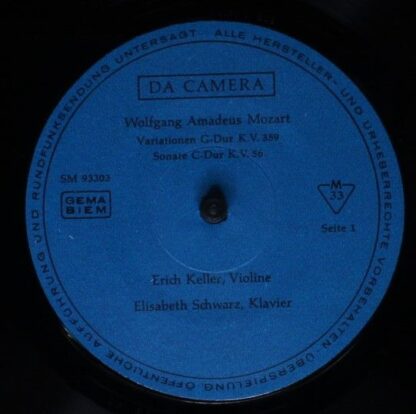 ALLE HERSTELLER- UND URHEBERRECHTE VORBEHALTEN ÜBERSPIELUNG ÖFFENTLICHE AUFFÜHRUNG UND RUNDFUNKSENDUNG UNTERSAGT -
DA CAMERA
Wolfgang Amadeus Mozart
Variationen G-Dur K.V. 359
Sonate C-Dur K.V. 56
SM 93303
GEMA
BIEM
M
33
Seite 1
Erich Keller, Violine
Elisabeth Schwarz, Klavier